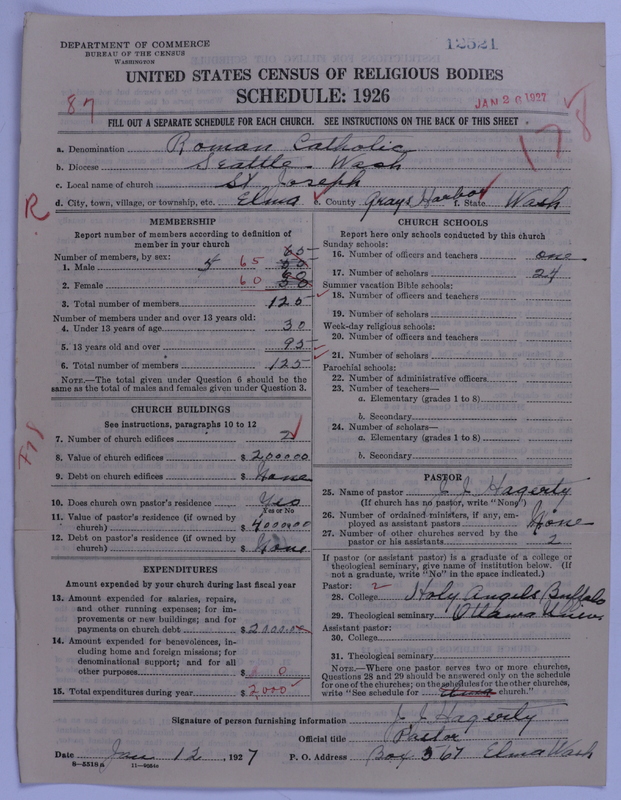 DEPARTMENT OF COMMERCE
BUREAU OF THE CENSUS
WASHINGTON
12521
UNITED STATES CENSUS OF RELIGIOUS BODIES
SCHEDULE: 1926
87
JAN 26 1927
178
FILL OUT A SEPARATE SCHEDULE FOR EACH CHURCH. SEE INSTRUCTIONS ON THE BACK OF THIS SHEET
a. Denomination Roman Catholic
b. Diocese Seattle - Wash
c. Local name of church St Joseph
d. City, town, village, or township, etc. Elma e. County Grays Harbor f. State Wash
R
MEMBERSHIP
Report number of members according to definition of
member in your church
Number of members, by sex:
65
1. Male 5 65
2. Female 60
60
3. Total number of members 125
Number of members under and over 13 years old:
4. Under 13 years of age 30
5. 13 years old and over 95
6. Total number of members 125
NOTE.—The total given under Question 6 should be
same as the total of males and females given under Question 3.
CHURCH BUILDINGS
See instructions, paragraphs 10 to 12
7. Number of church edifices
8. Value of church edifices $ 200000
9. Debt on church edifices $ None
10. Does church own pastor's residence Yes
Yes or No
11. Value of pastor's residence (if owned by
church) $ 400000
12. Debt on pastor's residence (if owned by
church) $ None
EXPENDITURES
Amount expended by your church during last fiscal year
13. Amount expended for salaries, repairs,
and other running expenses; for im-
provements or new buildings; and for
payments on church debt $ 2000.00
14. Amount expended for benevolences, in-
cluding home and foreign missions; for
denominational support; and for all
other purposes $ 0
15. Total expenditures during year $ 2,000
CHURCH SCHOOLS
Report here only schools conducted by this church
Sunday schools:
16. Number of officers and teachers one
17. Number of scholars 24
Summer vacation Bible schools:
18. Number of officers and teachers
19. Number of scholars
Week-day religious schools:
20. Number of officers and teachers
21. Number of scholars
Parochial schools:
22. Number of administrative officers
23. Number of teachers—
a. Elementary (grades 1 to 8)
b. Secondary
24. Number of scholars—
a. Elementary (grades 1 to 8)
b. Secondary
PASTOR
25. Name of pastor J. J. Hagerty
(If church has no pastor, write "None")
26. Number of ordained ministers, if any, em-
ployed as assistant pastors None
27. Number of other churches served by the
pastor or his assistants 2
If pastor (or assistant pastor) is a graduate of a college or
theological seminary, give name of institution below. (If
not a graduate, write "No" in the space indicated.)
Pastor: 2
28. College Holy Angels Buffalo
29. Theological seminary Ottawa Univer
Assistant pastor:
30. College
31. Theological seminary
NOTE.—Where one pastor serves two or more churches,
Questions 28 and 29 should be answered only on the schedule
for one of the churches; on the schedules for the other churches,
write "See schedule for Elma church."
Signature of person furnishing information J. J. Hagerty
Official title Pastor
Date Jan 12, 1927 P. O. Address Box 367 Elma Wash
8—5518a 11—4034c